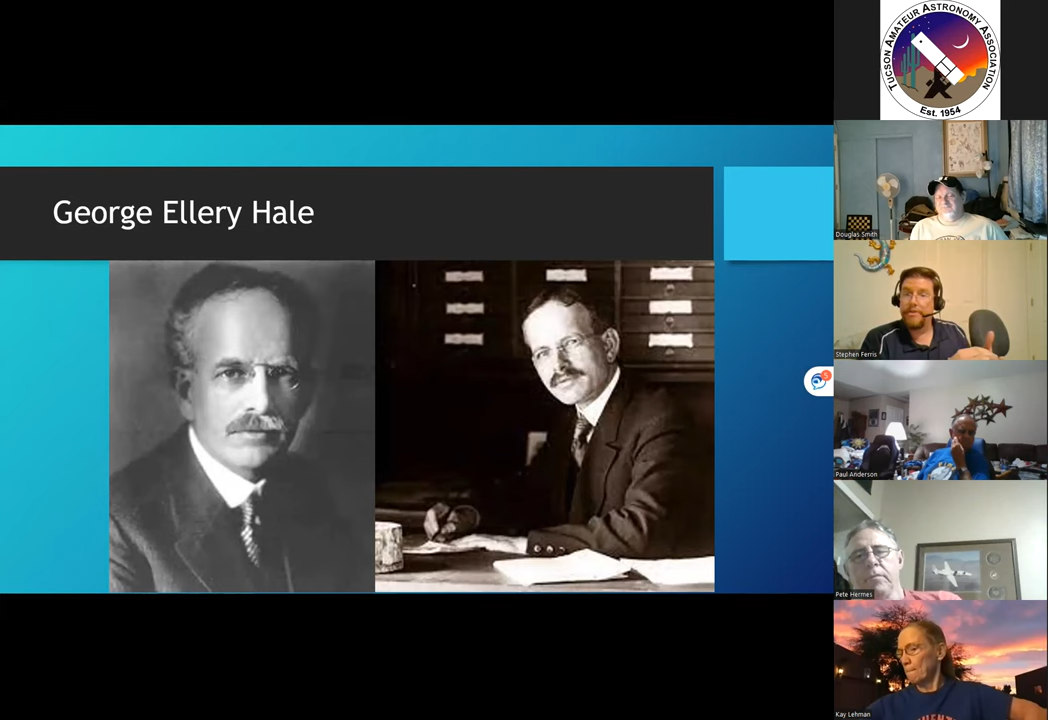 George Ellery Hale
TUCSON AMATEUR ASTRONOMY ASSOCIATION
Est. 1954
Douglas Smith
Stephen Ferris
Paul Anderson
Pete Hermes
Kay Lehman